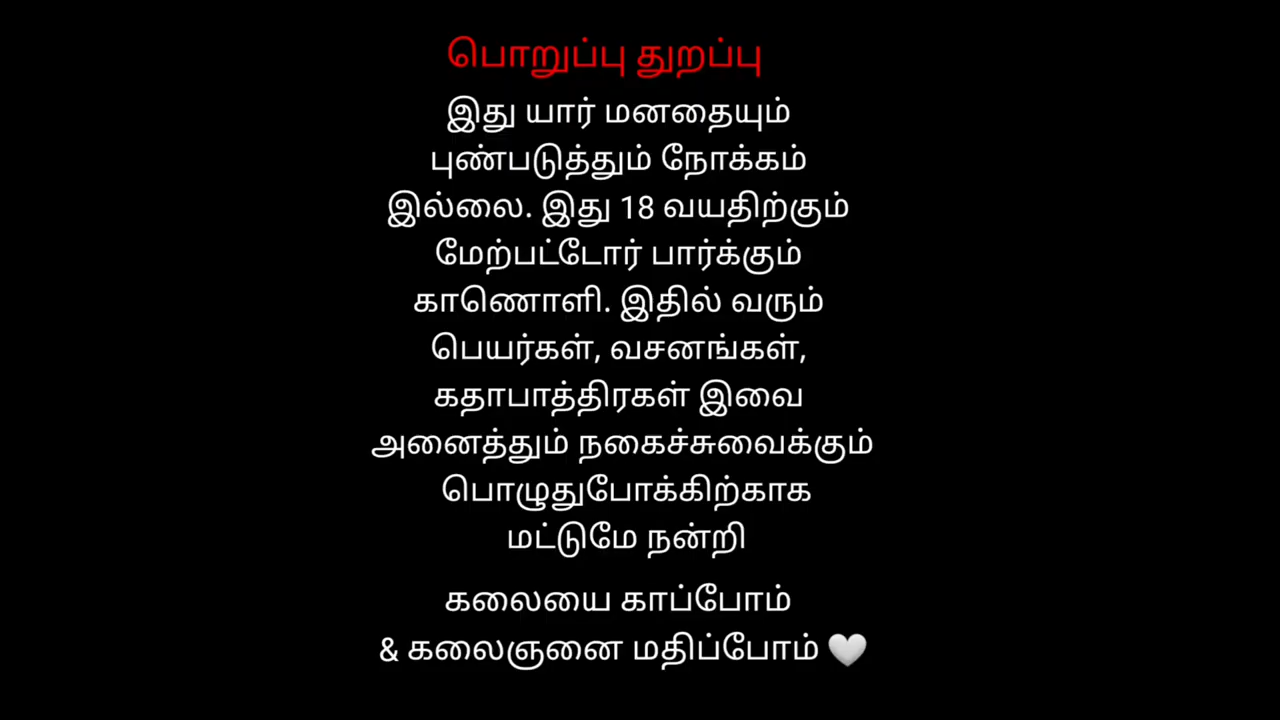 பொறுப்பு துறப்பு
இது யார் மனதையும்
புண்படுத்தும் நோக்கம்
இல்லை. இது 18 வயதிற்கும்
மேற்பட்டோர் பார்க்கும்
காணொளி. இதில் வரும்
பெயர்கள், வசனங்கள்,
கதாபாத்திரகள் இவை
அனைத்தும் நகைச்சுவைக்கும்
பொழுதுபோக்கிற்காக
மட்டுமே நன்றி
கலையை காப்போம்
& கலைஞனை மதிப்போம் 🤍